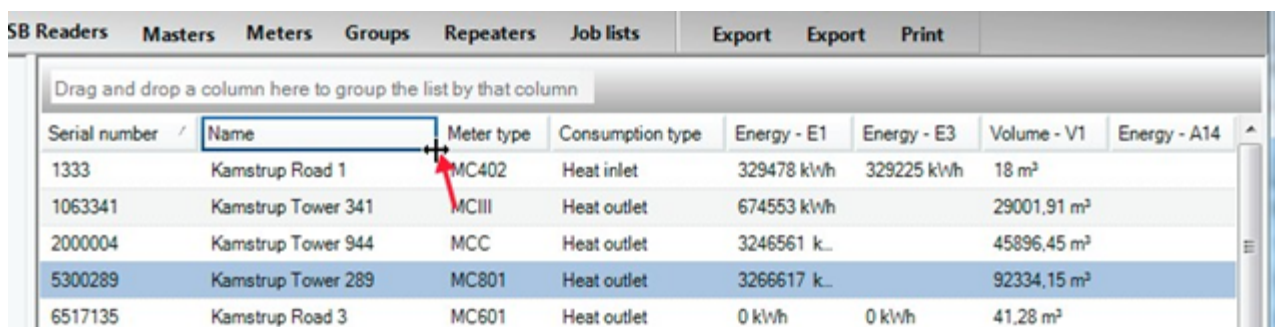 SB Readers Masters Meters Groups Repeaters Job lists Export Export Print
Drag and drop a column here to group the list by that column
Serial number Name Meter type Consumption type Energy - E1 Energy - E3 Volume - V1 Energy - A14
1333 Kamstrup Road 1 MC402 Heat inlet 329478 kWh 329225 kWh 18 m³
1063341 Kamstrup Tower 341 MCIII Heat outlet 674553 kWh 29001,91 m³
2000004 Kamstrup Tower 944 MCC Heat outlet 3246561 k... 45896,45 m³
5300289 Kamstrup Tower 289 MC801 Heat outlet 3266617 k... 92334,15 m³
6517135 Kamstrup Road 3 MC601 Heat outlet 0 kWh 0 kWh 41,28 m³